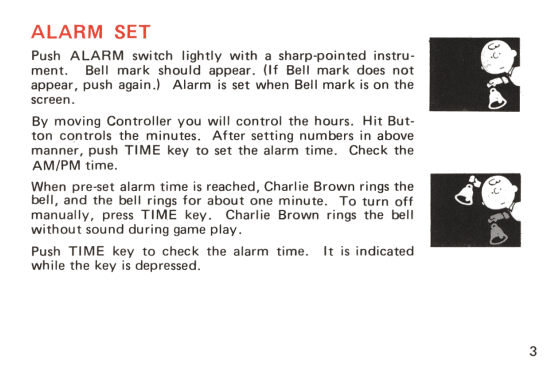 ALARM SET
Push ALARM switch lightly with a sharp-pointed instru-
ment. Bell mark should appear. (If Bell mark does not
appear, push again.) Alarm is set when Bell mark is on the
screen.
By moving Controller you will control the hours. Hit But-
ton controls the minutes. After setting numbers in above
manner, push TIME key to set the alarm time. Check the
AM/PM time.
When pre-set alarm time is reached, Charlie Brown rings the
bell, and the bell rings for about one minute. To turn off
manually, press TIME key. Charlie Brown rings the bell
without sound during game play.
Push TIME key to check the alarm time. It is indicated
while the key is depressed.
3